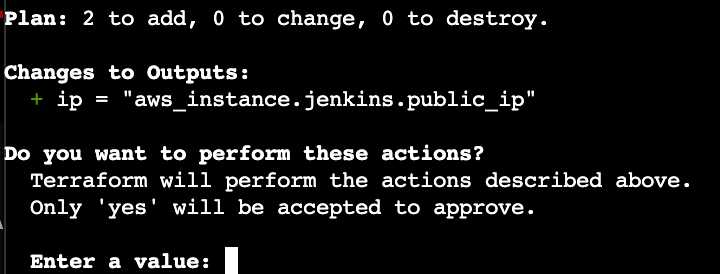 Plan: 2 to add, 0 to change, 0 to destroy.
Changes to Outputs:
+ ip = "aws_instance.jenkins.public_ip"
Do you want to perform these actions?
Terraform will perform the actions described above.
Only 'yes' will be accepted to approve.
Enter a value: